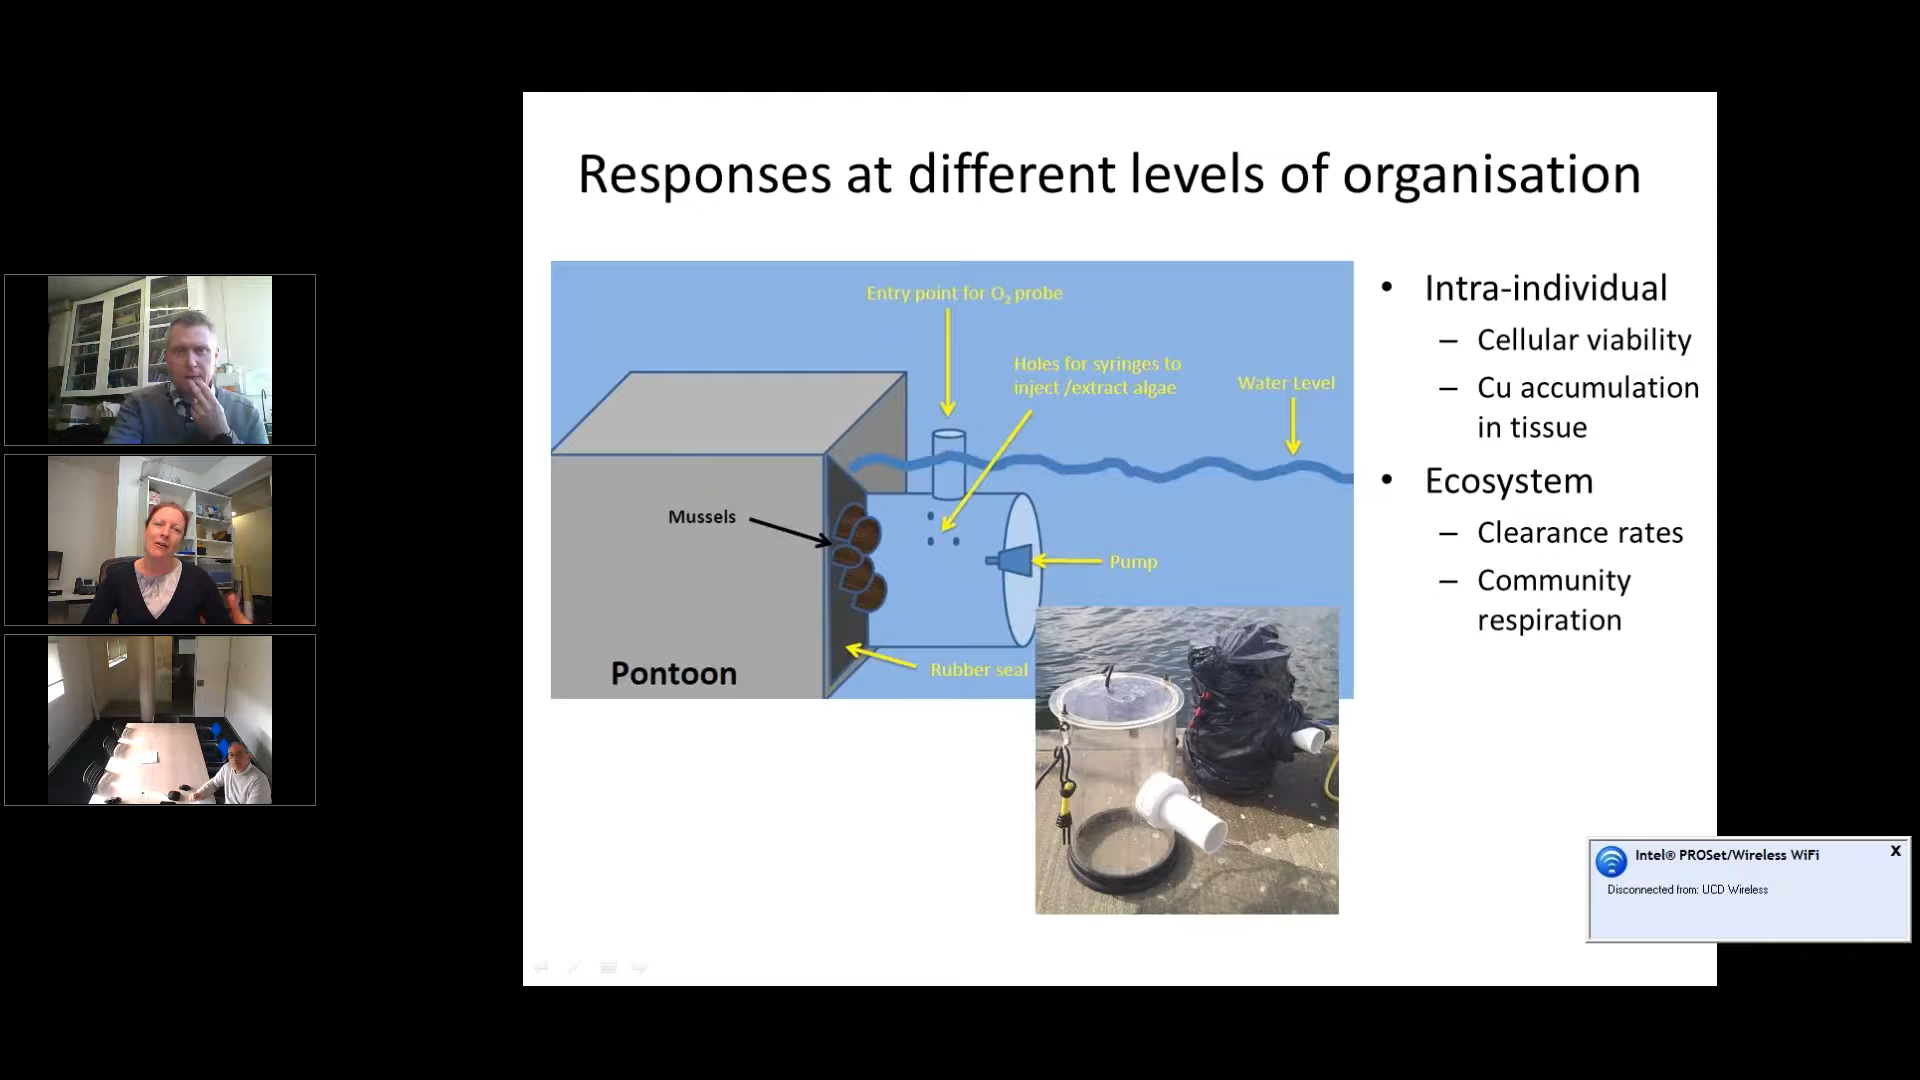 Responses at different levels of organisation
Entry point for O₂ probe
Holes for syringes to
inject /extract algae
Water Level
Mussels
Pump
Rubber seal
Pontoon
• Intra-individual
– Cellular viability
– Cu accumulation
in tissue
• Ecosystem
– Clearance rates
– Community
respiration
Intel® PROSet/Wireless WiFi
X
Disconnected from: UCD Wireless